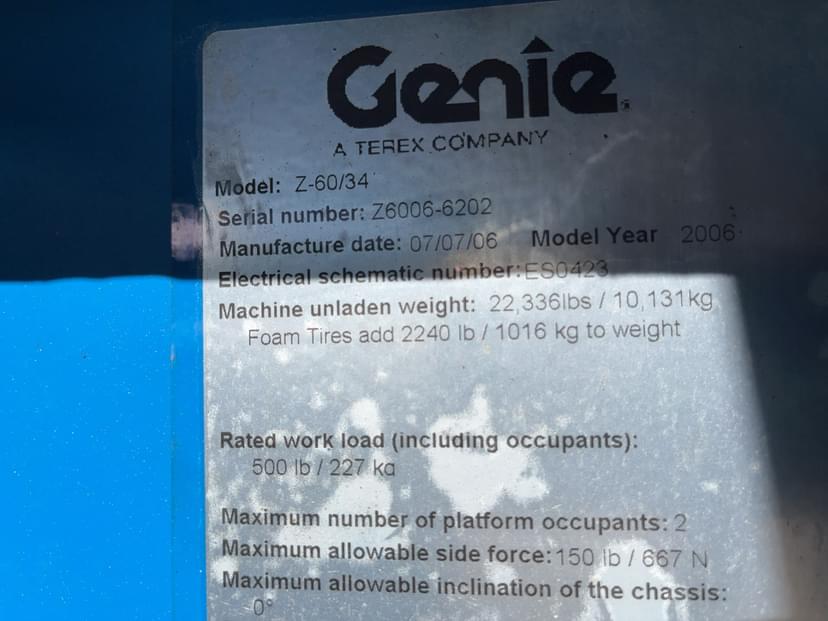 Genie
A TEREX COMPANY
Model: Z-60/34
Serial number: Z6006-6202
Manufacture date: 07/07/06 Model Year 2006
Electrical schematic number: ES0423
Machine unladen weight: 22,336lbs / 10,131kg
Foam Tires add 2240 lb / 1016 kg to weight
Rated work load (including occupants):
500 lb / 227 kg
Maximum number of platform occupants: 2
Maximum allowable side force: 150 lb / 667 N
Maximum allowable inclination of the chassis:
0°